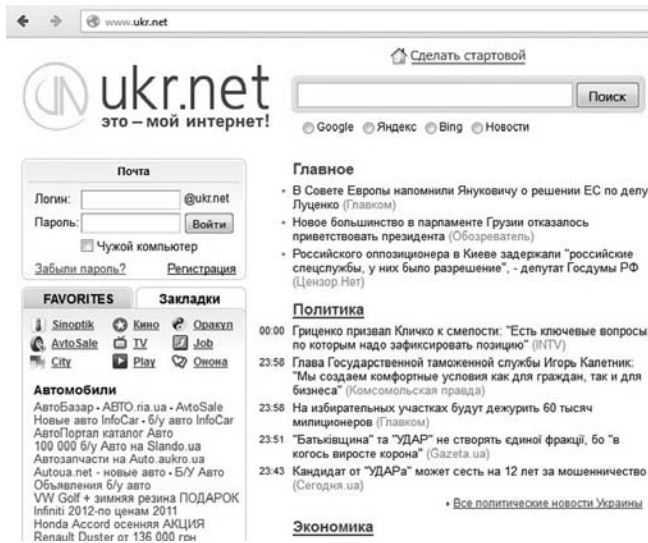 www.ukr.net
ukr.net
это – мой интернет!
Сделать стартовой
Поиск
Google Яндекс Bing Новости
Почта
Логин: @ukr.net
Пароль: Войти
Чужой компьютер
Забыли пароль? Регистрация
FAVORITES Закладки
Sinoptik Кино Оракул
AvtoSale TV Job
City Play Онона
Автомобили
АвтоБазар • АВТО.ria.ua • AvtoSale
Новые авто InfoCar • б/у авто InfoCar
АвтоПортал каталог Авто
100 000 б/у Авто на Slando.ua
Автозапчасти на Auto.aukro.ua
Autoua.net - новые авто • Б/У Авто
Объявления б/у авто
VW Golf + зимняя резина ПОДАРОК
Infiniti 2012-по ценам 2011
Honda Accord осенняя АКЦИЯ
Renault Duster от 136 000 грн
Главное
• В Совете Европы напомнили Януковичу о решении ЕС по делу
Луценко (Главком)
• Новое большинство в парламенте Грузии отказалось
приветствовать президента (Обозреватель)
• Российского оппозиционера в Киеве задержали "российские
спецслужбы, у них было разрешение", - депутат Госдумы РФ
(Цензор.Нет)
Политика
00:00 Гриценко призвал Кличко к смелости: "Есть ключевые вопросы,
по которым надо зафиксировать позицию" (INTV)
23:58 Глава Государственной таможенной службы Игорь Калетник:
"Мы создаем комфортные условия как для граждан, так и для
бизнеса" (Комсомольская правда)
23:58 На избирательных участках будут дежурить 60 тысяч
милиционеров (Главком)
23:51 "Батьківщина" та "УДАР" не створять єдиної фракції, бо "в
когось виросте корона" (Gazeta.ua)
23:43 Кандидат от "УДАРа" может сесть на 12 лет за мошенничество
(Сегодня.ua)
Все политические новости Украины
Экономика